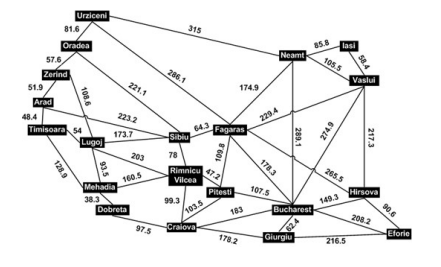 Urziceni
315
81.6
Oradea
Neamt
85.8
Iasi
57.6
286.1
105.5
58.4
Zerind
221.1
Vaslui
51.9
108.6
174.9
Arad
223.2
229.4
48.4
64.3
Fagaras
Timisoara
54
Lugoj
173.7
Sibiu
289.1
274.9
217.3
203
78
109.8
128.9
93.5
Rimnicu
Vilcea
47.2
178.3
265.5
Mehadia
160.5
Pitesti
107.5
Hirsova
38.3
99.3
149.3
Dobreta
103.5
183
Bucharest
90.6
97.5
Craiova
62.4
208.2
178.2
Giurgiu
216.5
Eforie